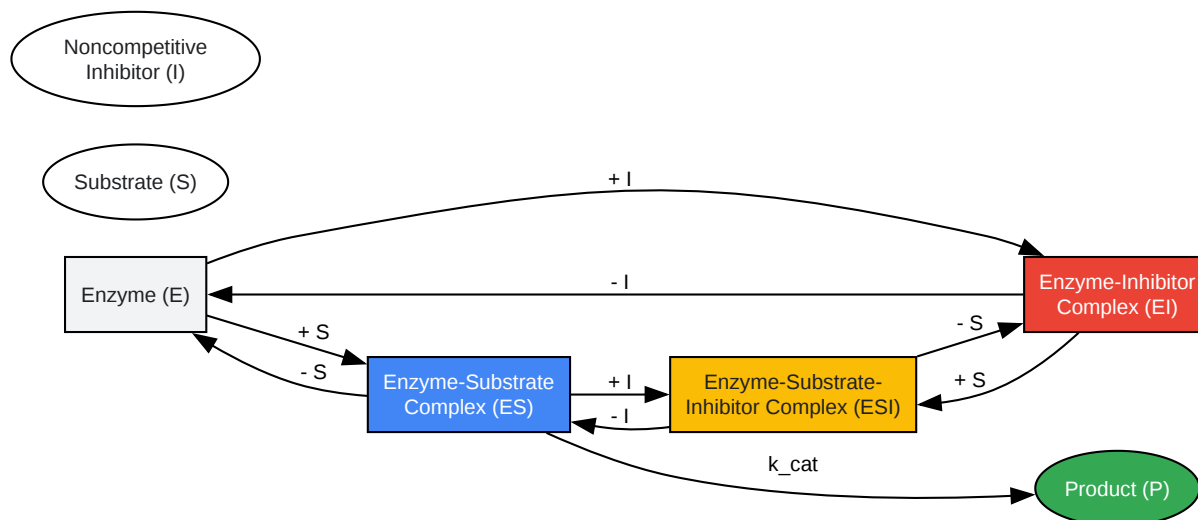 Noncompetitive
Inhibitor (I)
Substrate (S)
+ I
Enzyme (E)
- I
Enzyme-Inhibitor
Complex (EI)
+ S
- S
- S
+ S
Enzyme-Substrate
Complex (ES)
+ I
- I
Enzyme-Substrate-
Inhibitor Complex (ESI)
k_cat
Product (P)